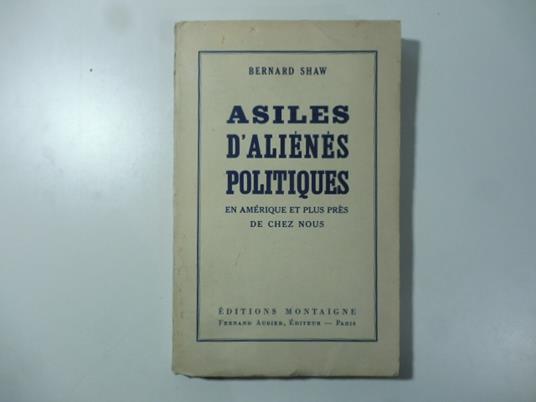 BERNARD SHAW
ASILES
D'ALIÉNÉS
POLITIQUES
EN AMÉRIQUE ET PLUS PRÈS
DE CHEZ NOUS
ÉDITIONS MONTAIGNE
FERNAND AUBIER, ÉDITEUR — PARIS